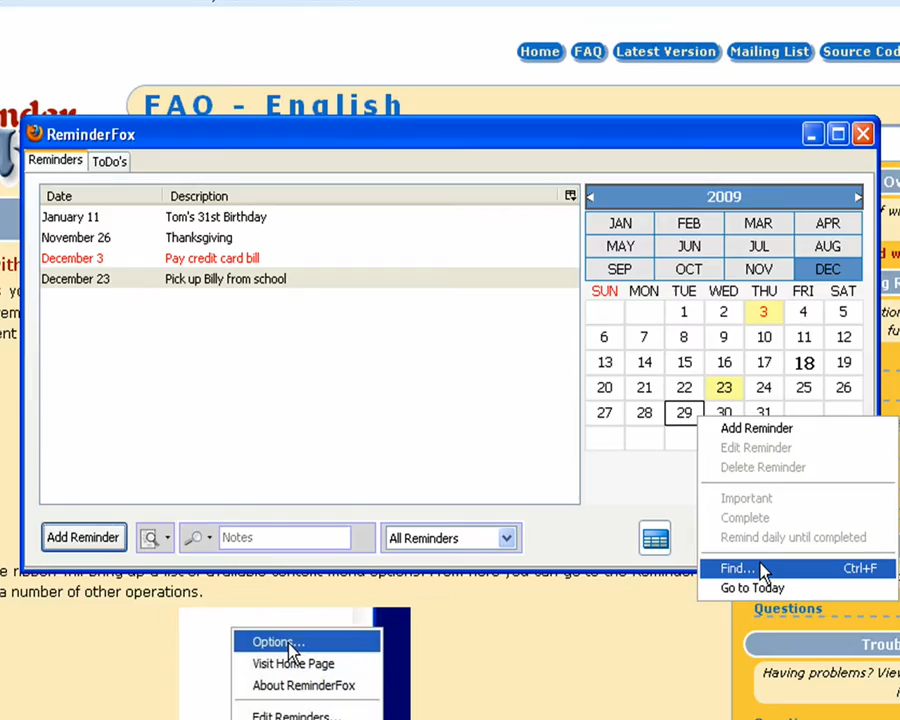 Home FAQ Latest Version Mailing List Source Cod
FAQ - English
nder
ReminderFox
Reminders ToDo's
Date Description
January 11 Tom's 31st Birthday
November 26 Thanksgiving
December 3 Pay credit card bill
December 23 Pick up Billy from school
2009
JAN FEB MAR APR
MAY JUN JUL AUG
SEP OCT NOV DEC
SUN MON TUE WED THU FRI SAT
1 2 3 4 5
6 7 8 9 10 11 12
13 14 15 16 17 18 19
20 21 22 23 24 25 26
27 28 29 30 31
Add Reminder
Edit Reminder
Delete Reminder
Important
Complete
Remind daily until completed
Find... Ctrl+F
Go to Today
Add Reminder Notes All Reminders
a number of other operations.
Options...
Visit Home Page
About ReminderFox
Edit Reminders...
Questions
Troub
Having problems? View